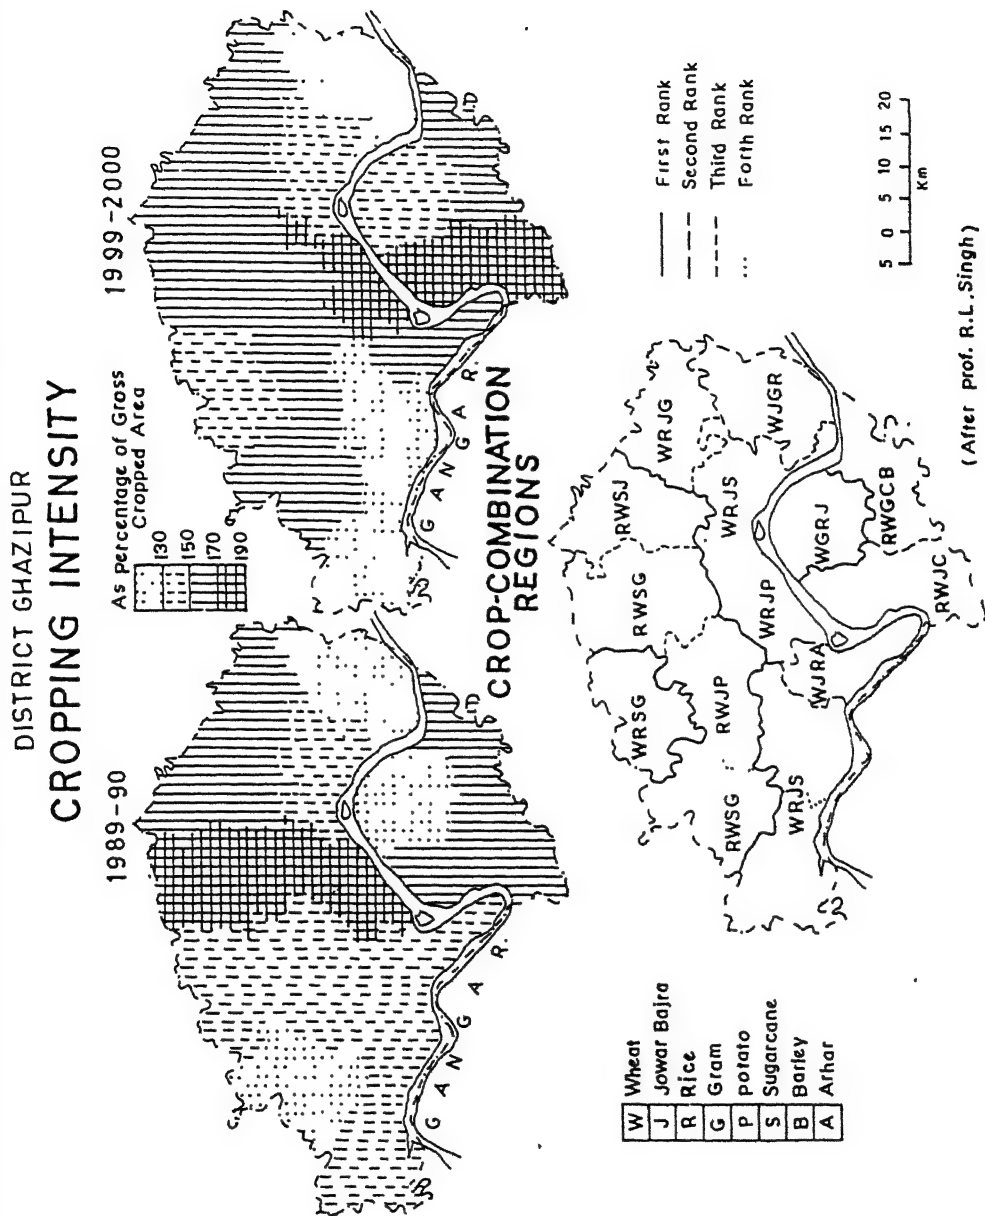 DISTRICT GHAZIPUR
CROPPING INTENSITY
1989-90
As percentage of Gross
Cropped Area
130
150
170
190
1999-2000
GANGA R.
GANGA R
CROP-COMBINATION
REGIONS
RWSJ
WRJG
RWSG
WRSG
WRJS
WJGR
RWJP
WRJP
RWSG
WGRJ
WJRA
WRJS
RWGCB
RWJC
W Wheat
J Jowar Bajra
R Rice
G Gram
P Potato
S Sugarcane
B Barley
A Arhar
First Rank
Second Rank
Third Rank
Forth Rank
5 0 5 10 15 20
Km
(After prof. R.L.Singh)